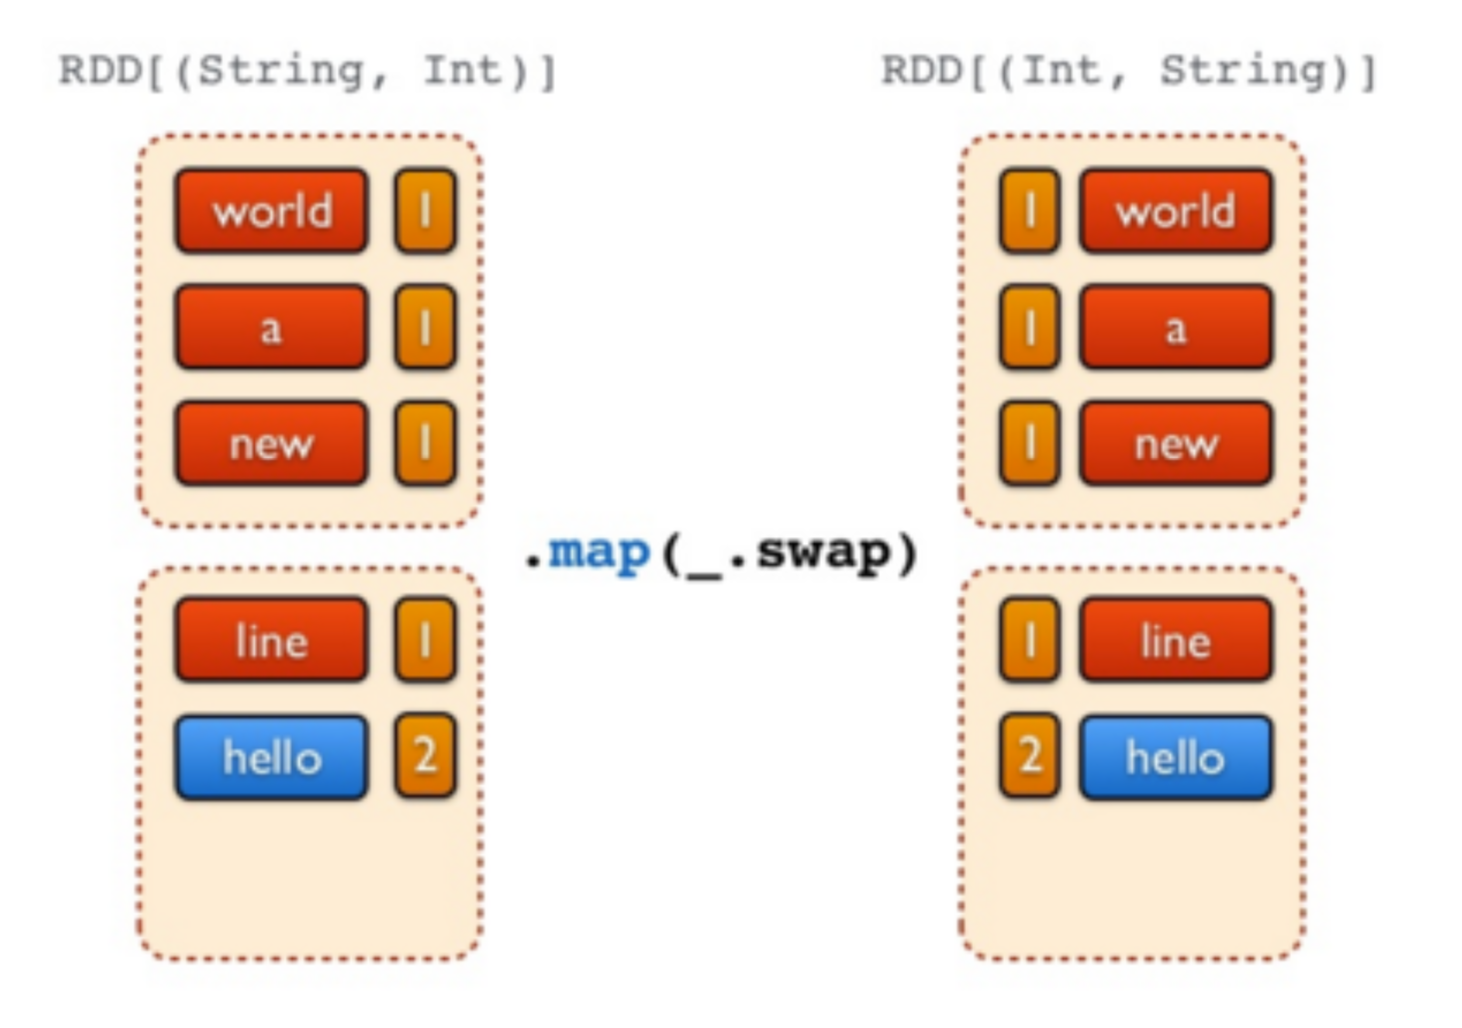 RDD[(String, Int)]
RDD[(Int, String)]
world 1
a 1
new 1
line 1
hello 2
.map(_.swap)
1 world
1 a
1 new
1 line
2 hello